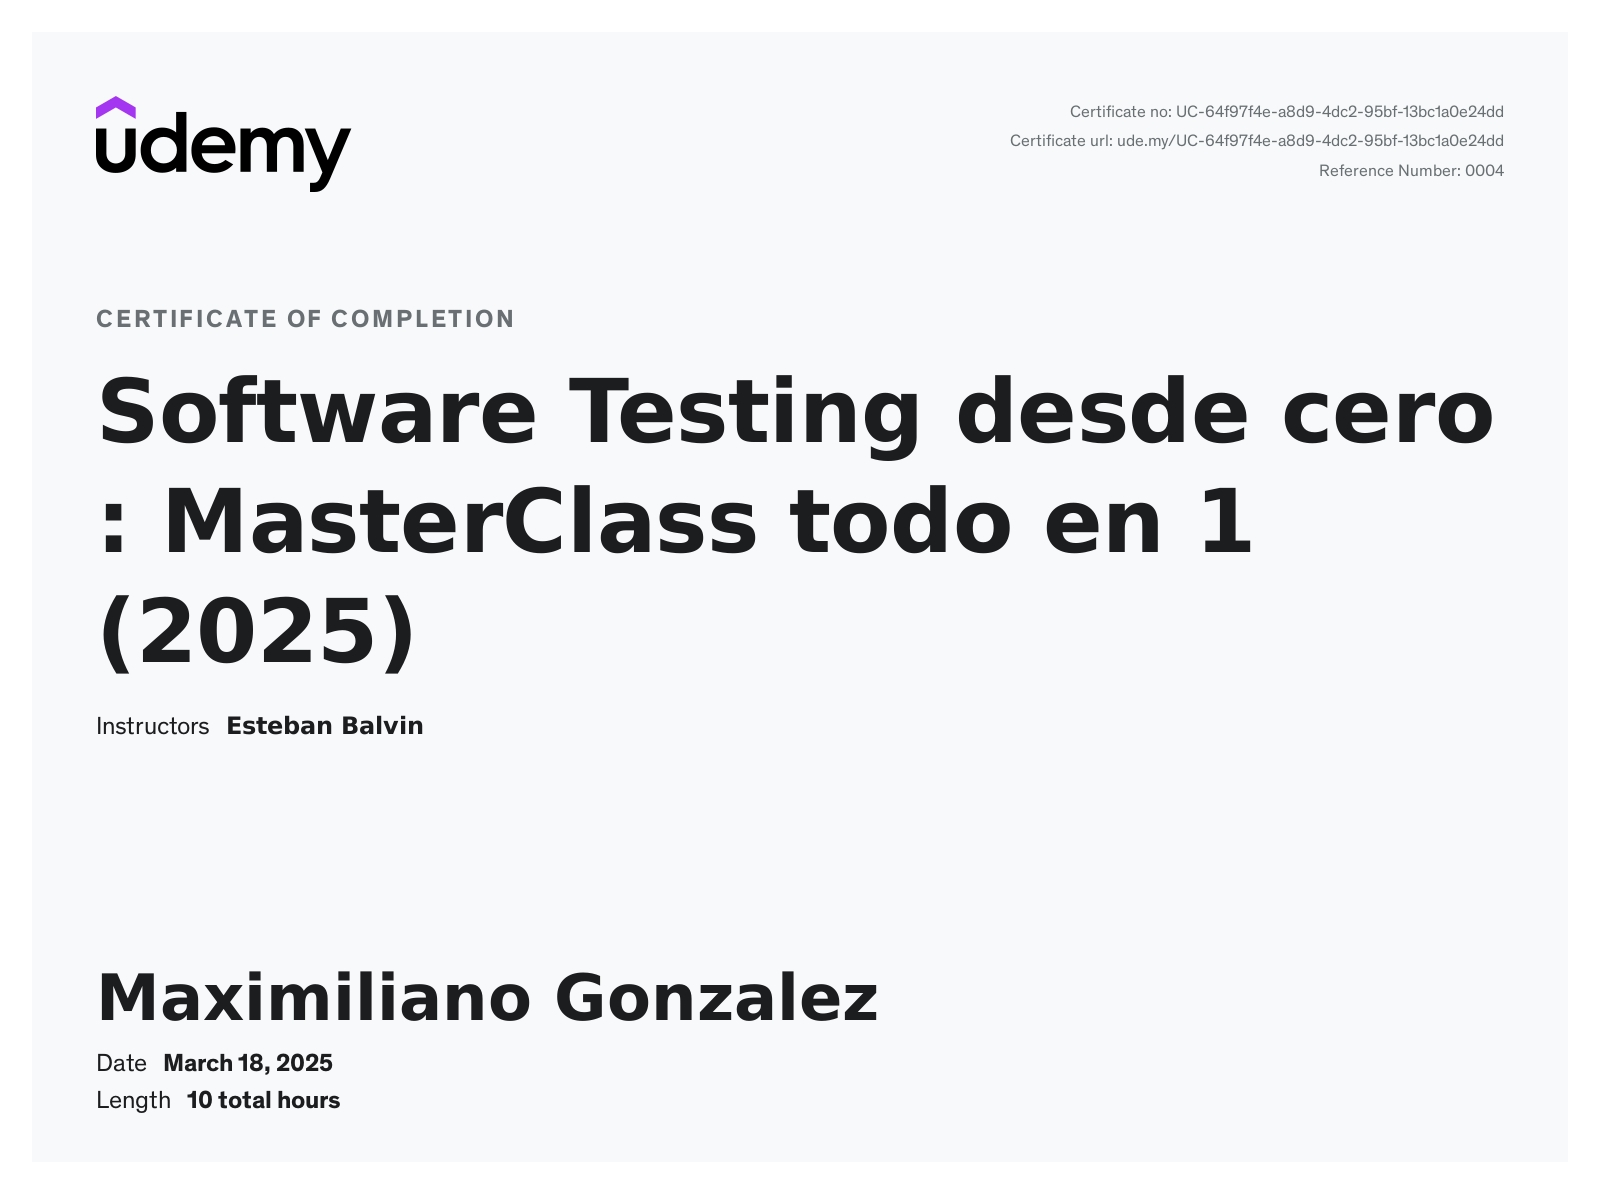 udemy
Certificate no: UC-64f97f4e-a8d9-4dc2-95bf-13bc1a0e24dd
Certificate url: ude.my/UC-64f97f4e-a8d9-4dc2-95bf-13bc1a0e24dd
Reference Number: 0004
CERTIFICATE OF COMPLETION
Software Testing desde cero
: MasterClass todo en 1
(2025)
Instructors Esteban Balvin
Maximiliano Gonzalez
Date March 18, 2025
Length 10 total hours